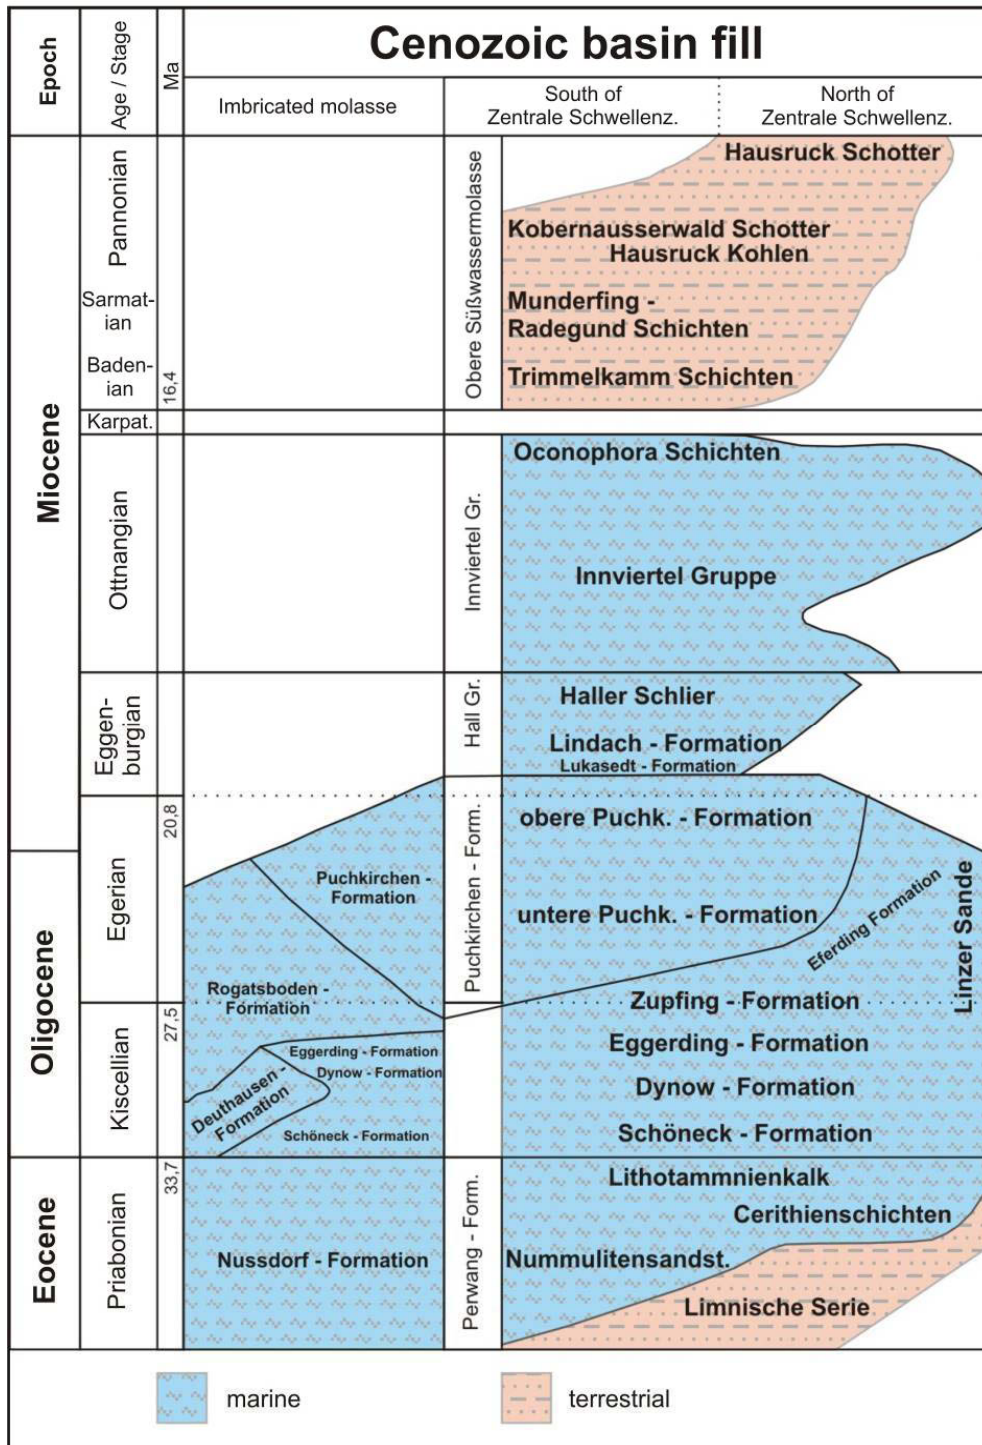 Cenozoic basin fill
Epoch
Age / Stage
Ma
Imbricated molasse
South of
Zentrale Schwellenz.
North of
Zentrale Schwellenz.
Miocene
Oligocene
Eocene
Pannonian
Sarmat-
ian
Baden-
ian
Karpat.
Ottnangian
Eggen-
burgian
Egerian
Kiscellian
Priabonian
16,4
20,8
27,5
33,7
Obere Süßwassermolasse
Innviertel Gr.
Hall Gr.
Puchkirchen - Form.
Perwang - Form.
Hausruck Schotter
Kobernausserwald Schotter
Hausruck Kohlen
Munderfing -
Radegund Schichten
Trimmelkamm Schichten
Oconophora Schichten
Innviertel Gruppe
Haller Schlier
Lindach - Formation
Lukasedt - Formation
obere Puchk. - Formation
untere Puchk. - Formation
Eferding Formation
Linzer Sande
Zupfing - Formation
Eggerding - Formation
Dynow - Formation
Schöneck - Formation
Puchkirchen -
Formation
Rogatsboden -
Formation
Eggerding - Formation
Dynow - Formation
Deuthausen -
Formation
Schöneck - Formation
Nussdorf - Formation
Lithotammnienkalk
Cerithienschichten
Nummulitensandst.
Limnische Serie
marine
terrestrial